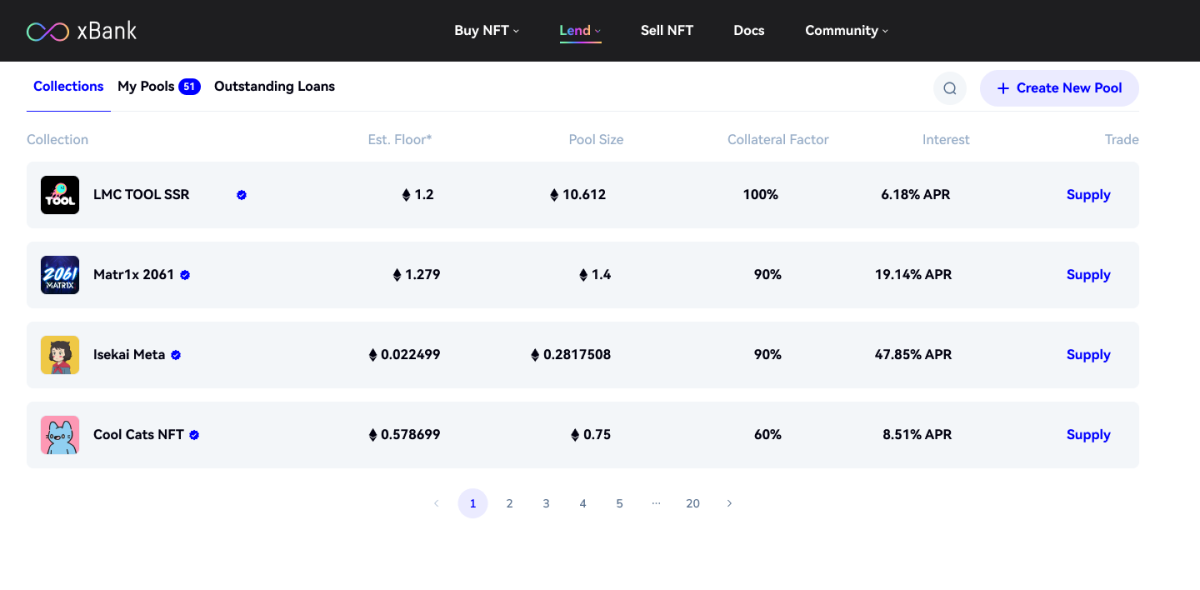 xBank Buy NFT Lend Sell NFT Docs Community
Collections My Pools 51 Outstanding Loans + Create New Pool
Collection Est. Floor* Pool Size Collateral Factor Interest Trade
TOOL LMC TOOL SSR 1.2 10.612 100% 6.18% APR Supply
2061 MATR1X Matr1x 2061 1.279 1.4 90% 19.14% APR Supply
Isekai Meta 0.022499 0.2817508 90% 47.85% APR Supply
Cool Cats NFT 0.578699 0.75 60% 8.51% APR Supply
‹ 1 2 3 4 5 ··· 20 ›